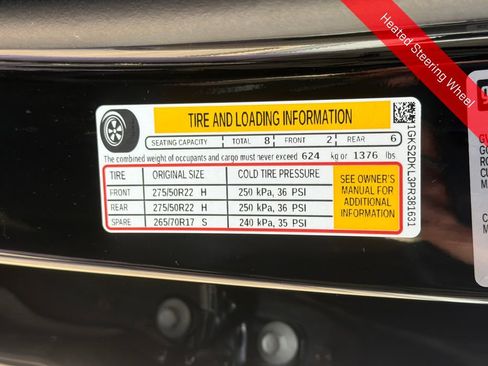 Heated Steering Wheel
TIRE AND LOADING INFORMATION
SEATING CAPACITY TOTAL 8 FRONT 2 REAR 6
The combined weight of occupants and cargo must never exceed 624 kg or 1376 lbs
TIRE ORIGINAL SIZE COLD TIRE PRESSURE
FRONT 275/50R22 H 250 kPa, 36 PSI
REAR 275/50R22 H 250 kPa, 36 PSI
SPARE 265/70R17 S 240 kPa, 35 PSI
SEE OWNER'S
MANUAL FOR
ADDITIONAL
INFORMATION
1GKS2DKL3PR381631